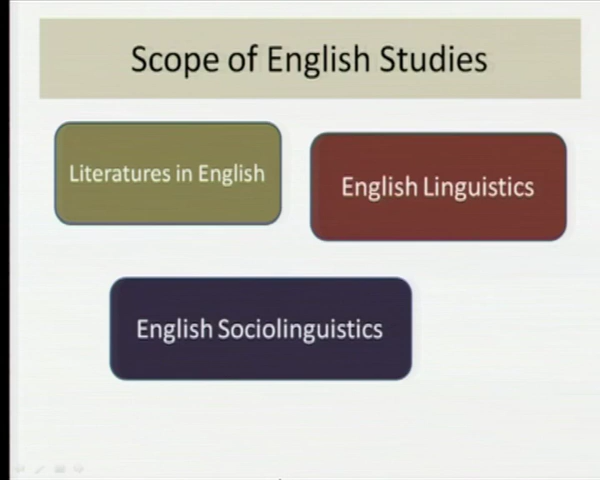 Scope of English Studies
Literatures in English
English Linguistics
English Sociolinguistics